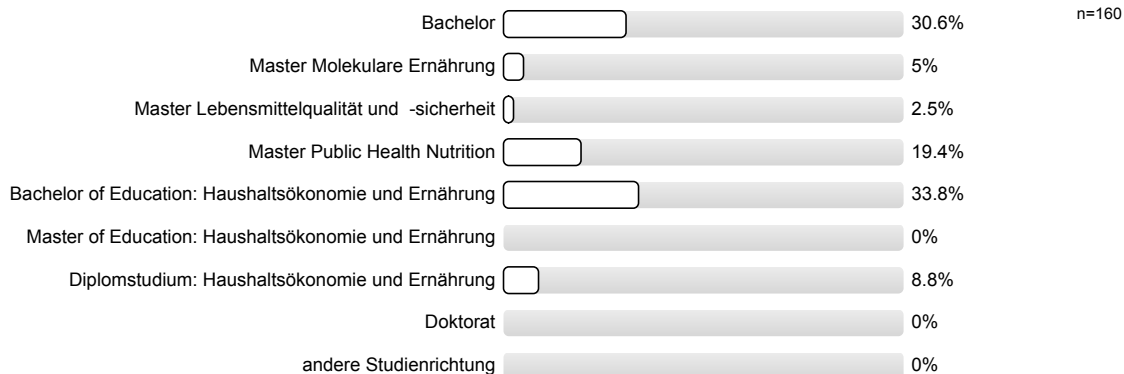 Bachelor 30.6% n=160
Master Molekulare Ernährung 5%
Master Lebensmittelqualität und -sicherheit 2.5%
Master Public Health Nutrition 19.4%
Bachelor of Education: Haushaltsökonomie und Ernährung 33.8%
Master of Education: Haushaltsökonomie und Ernährung 0%
Diplomstudium: Haushaltsökonomie und Ernährung 8.8%
Doktorat 0%
andere Studienrichtung 0%